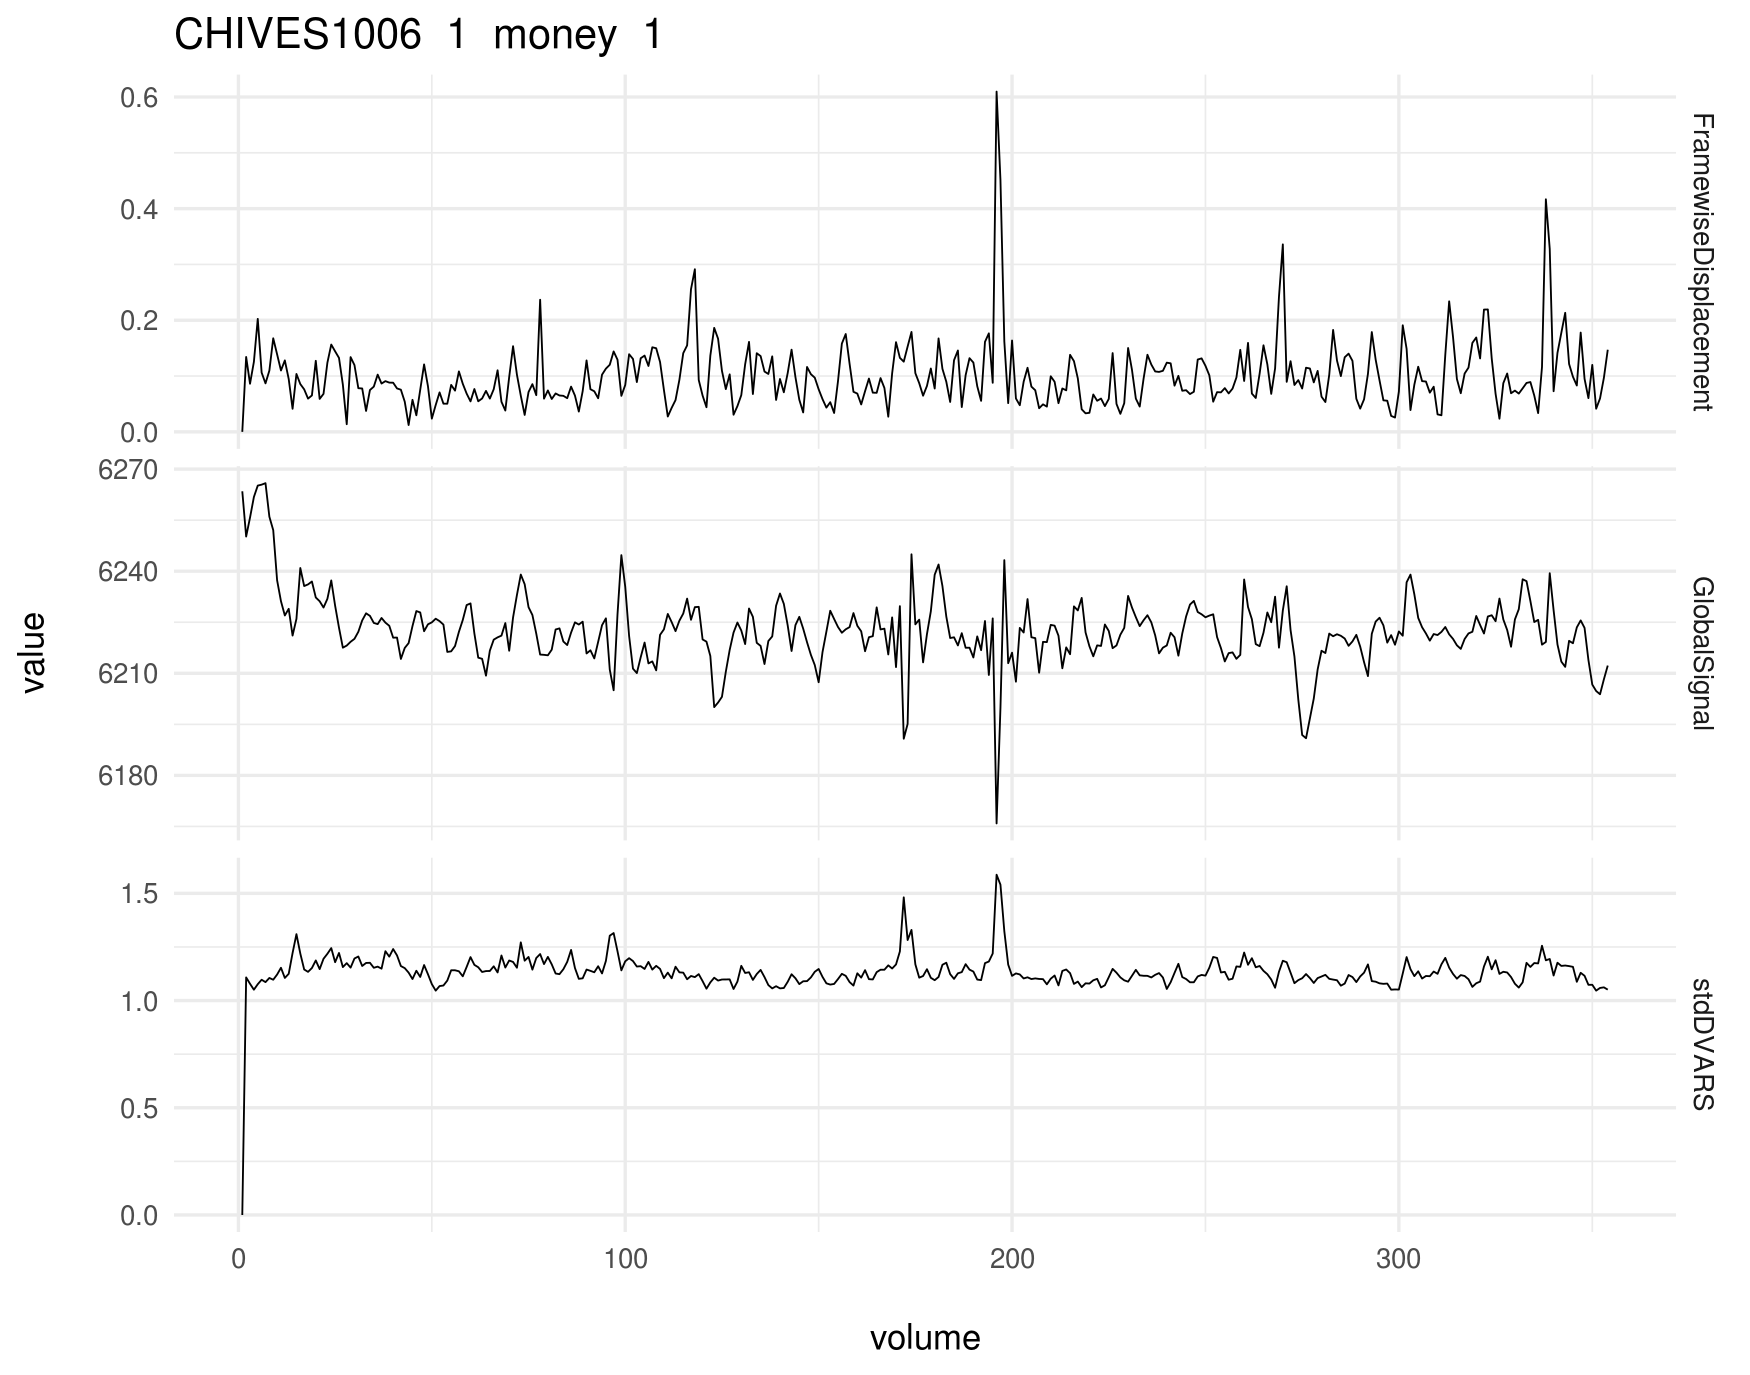 CHIVES1006 1 money 1
0.6
0.4
0.2
0.0
FramewiseDisplacement
6270
6240
6210
6180
GlobalSignal
value
1.5
1.0
0.5
0.0
stdDVARS
0 100 200 300
volume